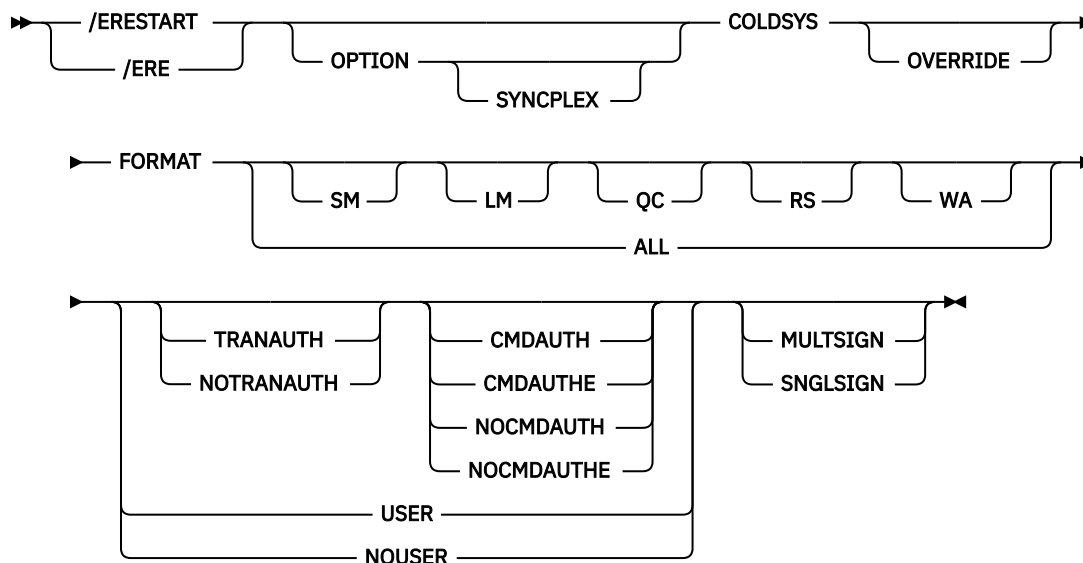 /ERESTART COLDSYS
/ERE OPTION OVERRIDE
SYNCPLEX
FORMAT
SM LM QC RS WA
ALL
TRANAUTH CMDAUTH MULTSIGN
NOTRANAUTH CMDAUTHE SNGLSIGN
NOCMDAUTH
NOCMDAUTHE
USER
NOUSER